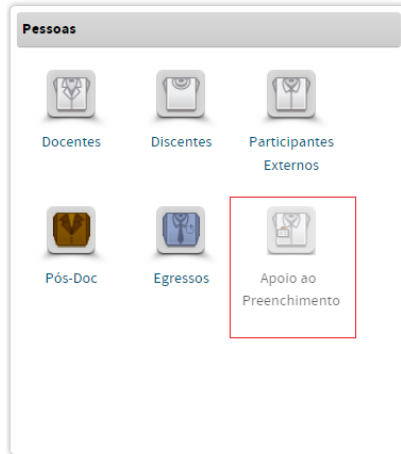 Pessoas
Docentes
Discentes
Participantes
Externos
Pós-Doc
Egressos
Apoio ao
Preenchimento